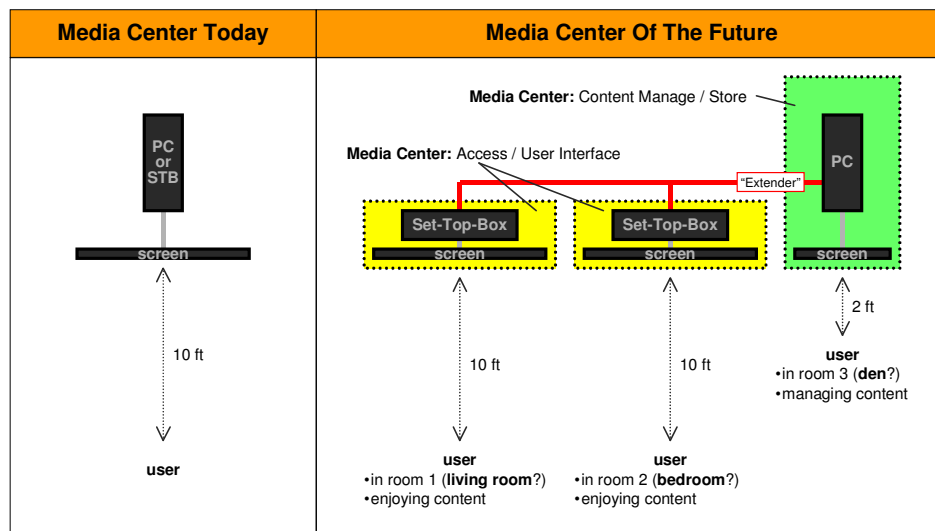 Media Center Today
Media Center Of The Future
PC
or
STB
screen
10 ft
user
Media Center: Content Manage / Store
Media Center: Access / User Interface
"Extender"
PC
Set-Top-Box
screen
Set-Top-Box
screen
screen
10 ft
10 ft
2 ft
user
•in room 3 (den?)
•managing content
user
•in room 1 (living room?)
•enjoying content
user
•in room 2 (bedroom?)
•enjoying content